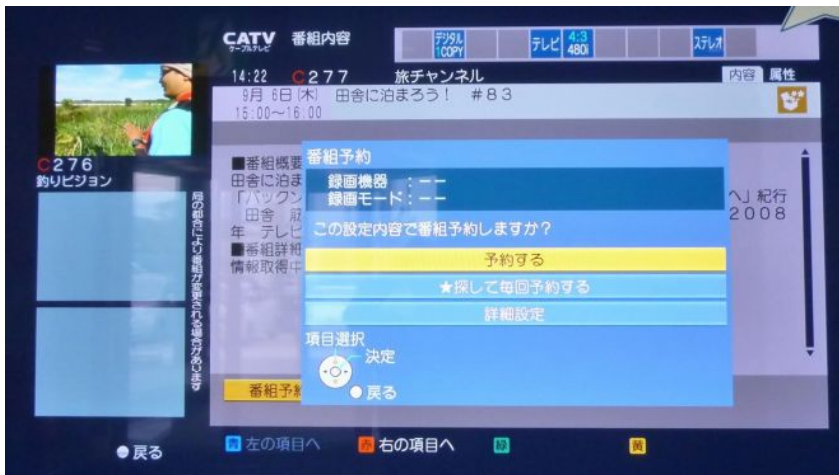 CATV
ケーブルテレビ
番組内容
デジタル
1COPY
テレビ
4:3
480i
ステレオ
14:22 C277 旅チャンネル
内容 属性
9月 6日(木) 田舎に泊まろう! #83
15:00~16:00
C276
釣りビジョン
局の都合により番組が変更される場合があります
■番組概要
田舎に泊ま
「バックン
へ」紀行
田舎
2008
年 テレビ
■番組詳細
情報取得中
番組予約
録画機器 :--
録画モード:--
この設定内容で番組予約しますか?
予約する
★探して毎回予約する
詳細設定
項目選択
決定
戻る
番組予約
戻る
青 左の項目へ
赤 右の項目へ
緑
黄